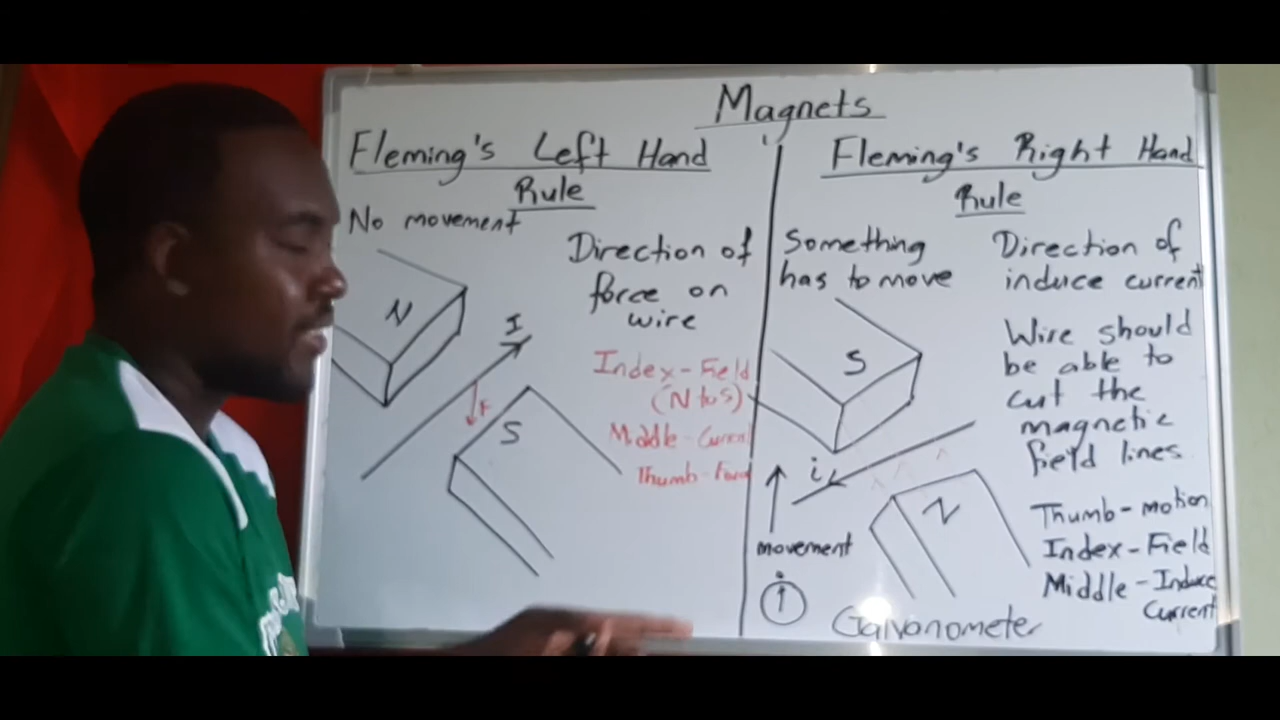 Magnets
Fleming's Left Hand
Rule
No movement
Direction of
force on
wire
N
I
F
S
Index-Field
(N to S)
Middle-Current
Thumb-Force
Fleming's Right Hand
Rule
Something
has to move
Direction of
induce current
S
Wire should
be able to
cut the
magnetic
field lines
i
N
movement
Thumb-motion
Index-Field
Middle-Induce
Current
Galvanometer